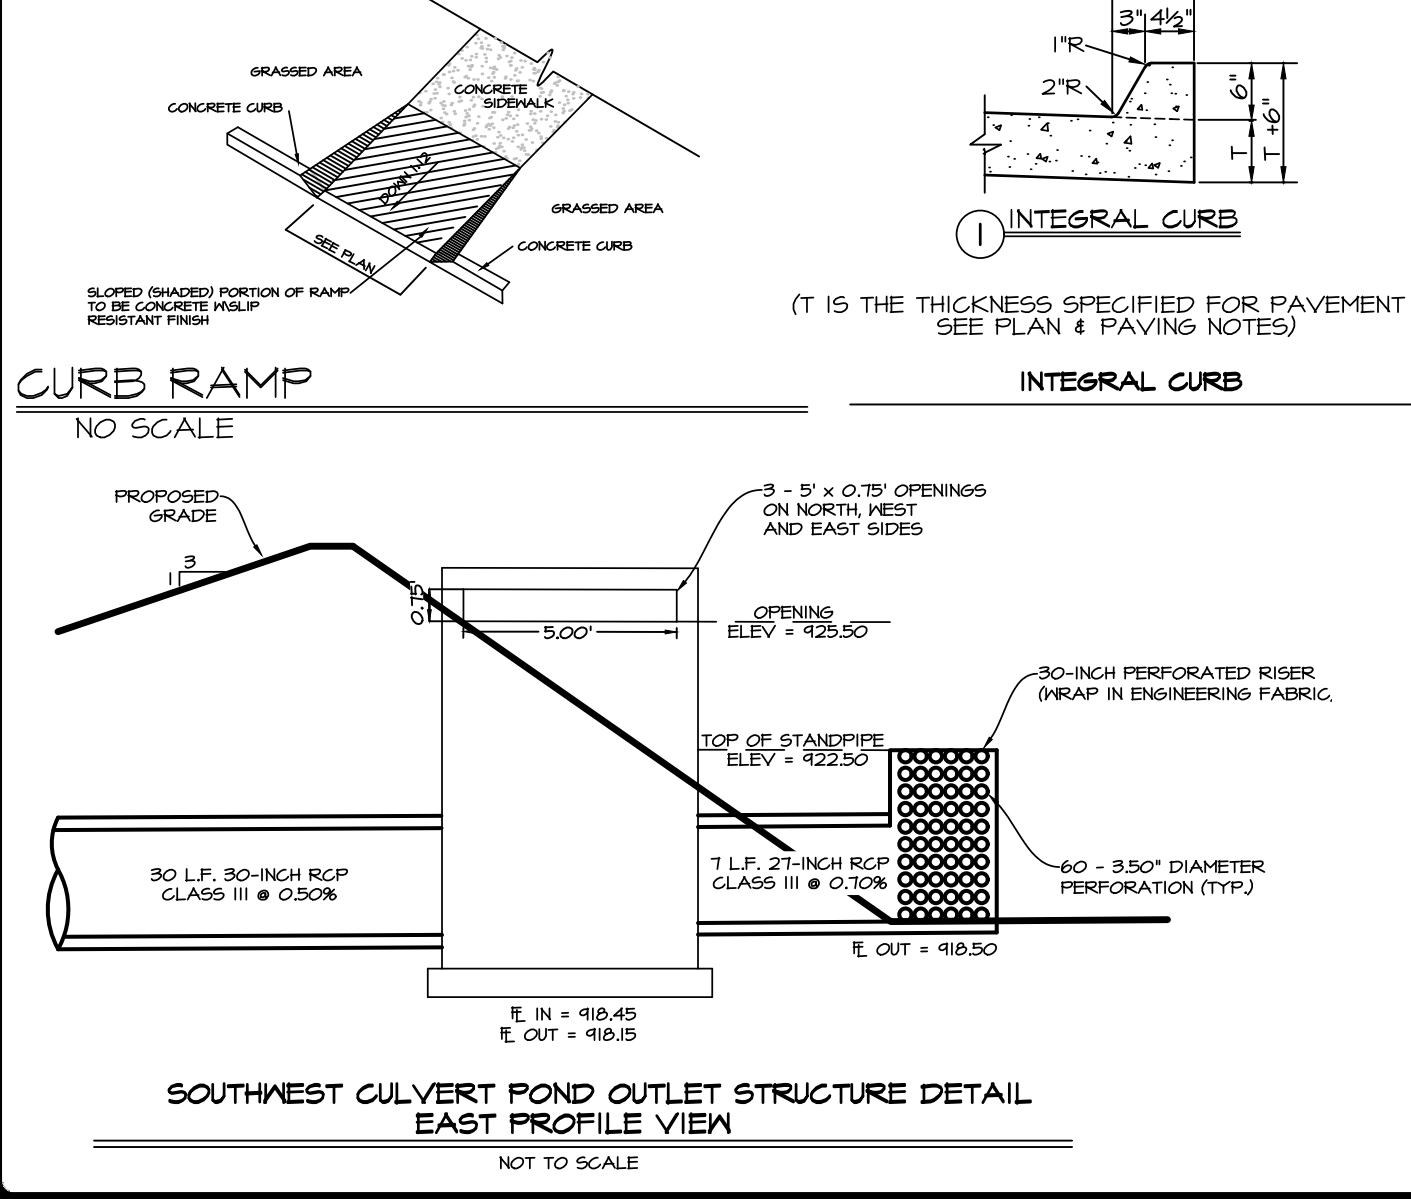 GRASSED AREA
CONCRETE CURB
CONCRETE
SIDEWALK
DOWN 1:12
GRASSED AREA
CONCRETE CURB
SEE PLAN
SLOPED (SHADED) PORTION OF RAMP
TO BE CONCRETE W\SLIP
RESISTANT FINISH
CURB RAMP
NO SCALE
3" 4½"
1"R
2"R
6"
T
T +6"
1 INTEGRAL CURB
(T IS THE THICKNESS SPECIFIED FOR PAVEMENT
SEE PLAN & PAVING NOTES)
INTEGRAL CURB
PROPOSED
GRADE
3
1
0.75'
5.00'
3 - 5' x 0.75' OPENINGS
ON NORTH, WEST
AND EAST SIDES
OPENING
ELEV = 925.50
30-INCH PERFORATED RISER
(WRAP IN ENGINEERING FABRIC
TOP OF STANDPIPE
ELEV = 922.50
30 L.F. 30-INCH RCP
CLASS III @ 0.50%
7 L.F. 27-INCH RCP
CLASS III @ 0.70%
60 - 3.50" DIAMETER
PERFORATION (TYP.)
FL OUT = 918.50
FL IN = 918.45
FL OUT = 918.15
SOUTHWEST CULVERT POND OUTLET STRUCTURE DETAIL
EAST PROFILE VIEW
NOT TO SCALE